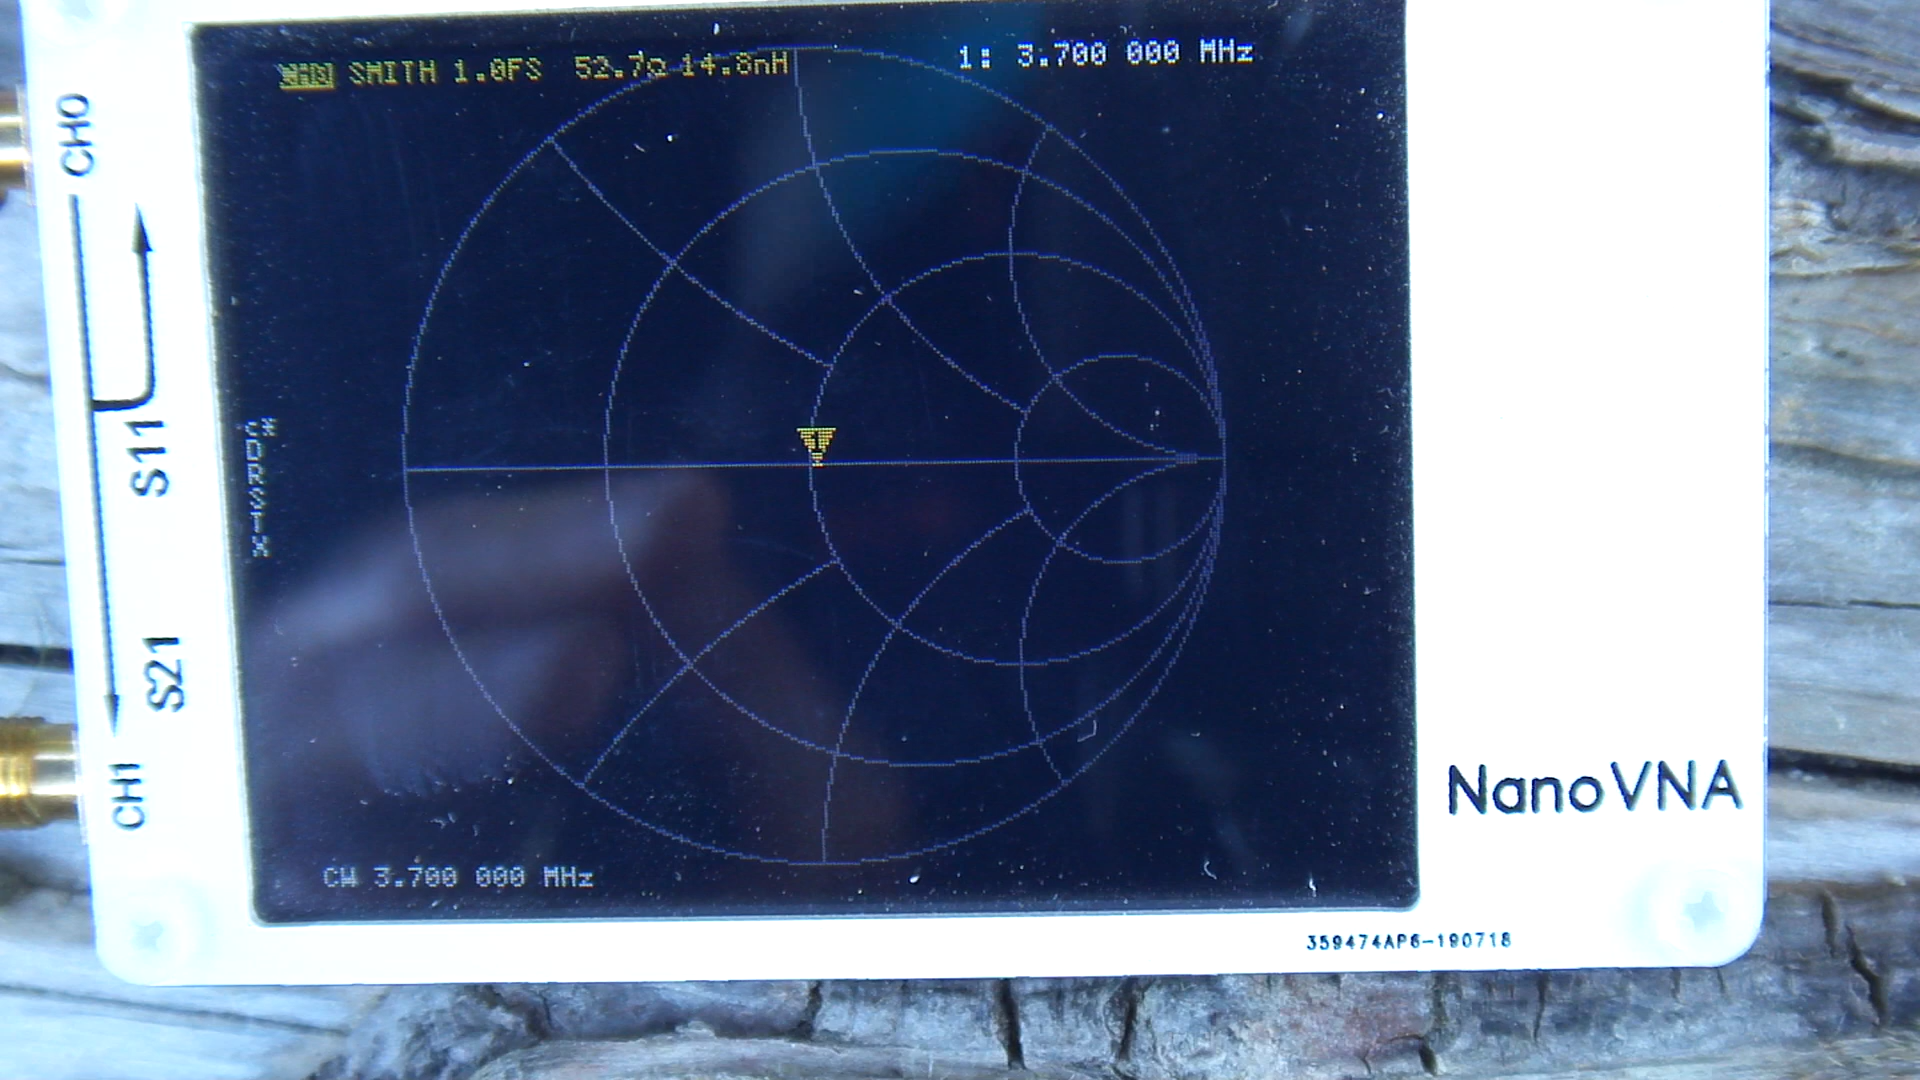 CH0 SMITH 1.0FS 52.7Ω 14.8nH 1: 3.700 000 MHz
S11
S21
CH1
C
D
R
S
T
X
1
CW 3.700 000 MHz
NanoVNA
359474AP6-190718